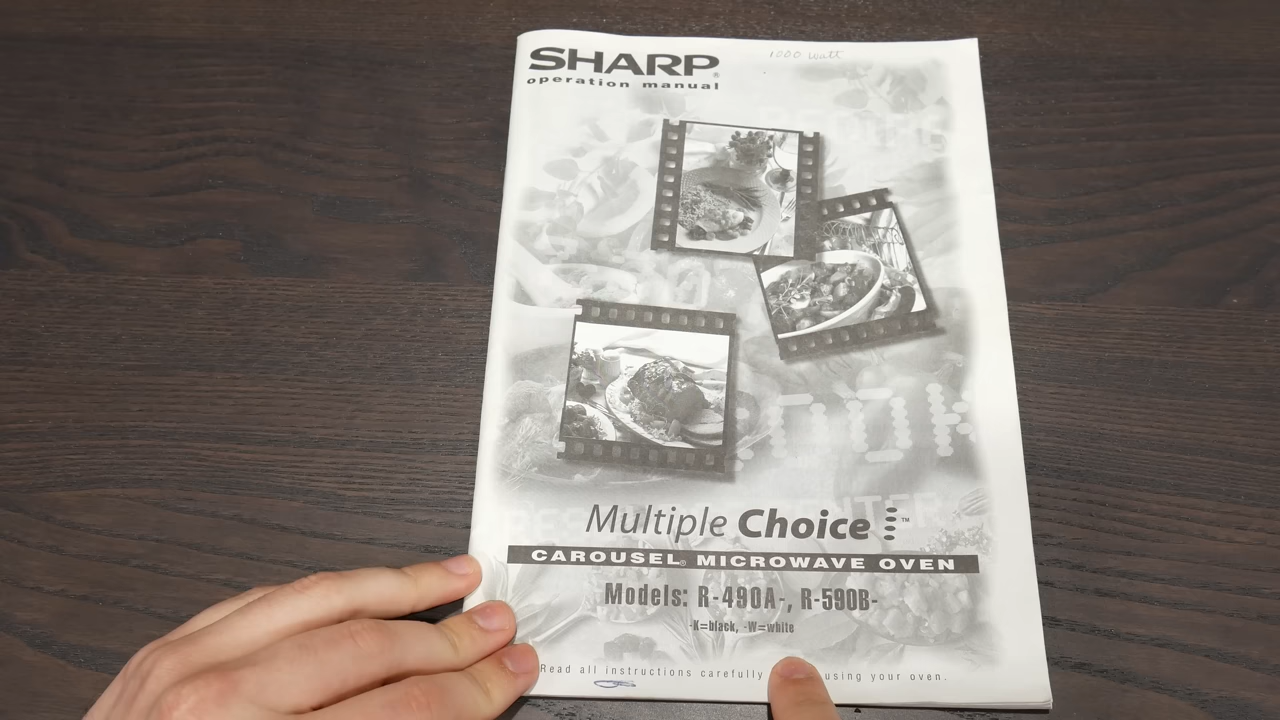 SHARP®
operation manual
1000 watt
Multiple Choice ™
CAROUSEL® MICROWAVE OVEN
Models: R-490A-, R-590B-
-K=black, -W=white
Read all instructions carefully using your oven.